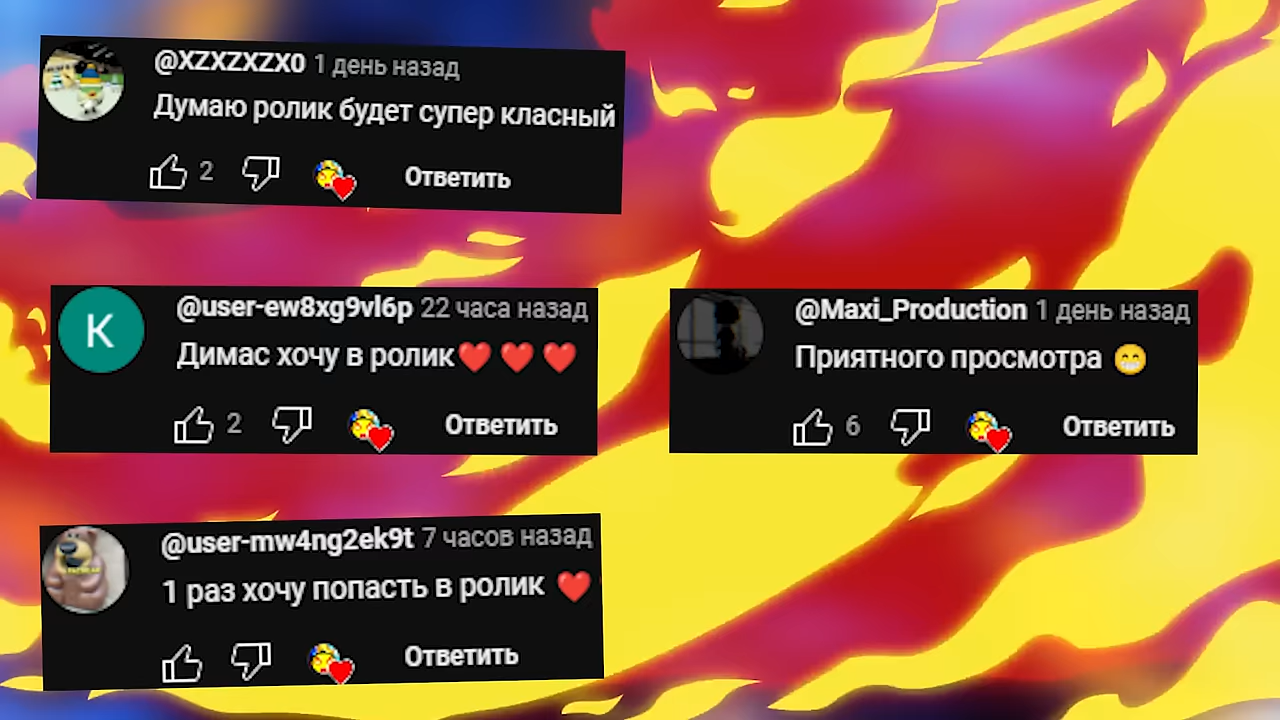 @XZXZXZX0 1 день назад
Думаю ролик будет супер класный
2 Ответить
@user-ew8xg9vl6p 22 часа назад
К
Димас хочу в ролик❤️ ❤️ ❤️
2 Ответить
@Maxi_Production 1 день назад
Приятного просмотра 😁
6 Ответить
@user-mw4ng2ek9t 7 часов назад
1 раз хочу попасть в ролик ❤️
Ответить